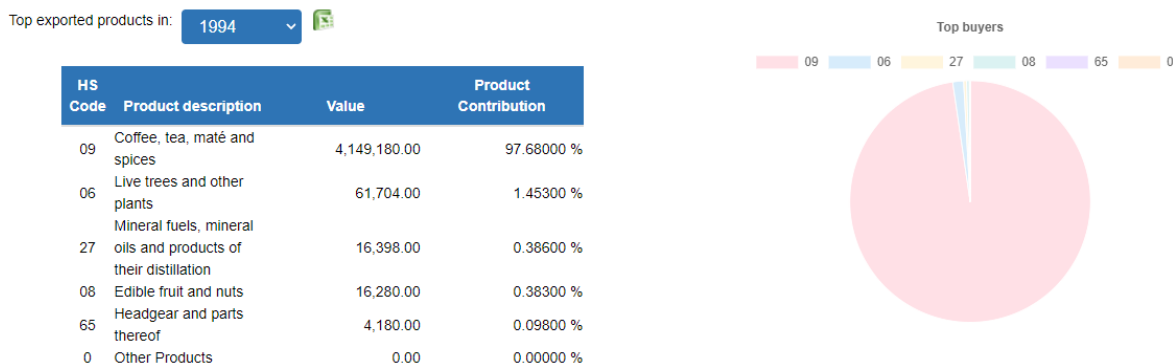 Top exported products in: 1994
Top buyers
09 06 27 08 65 0
HS Code Product description Value Product Contribution
09 Coffee, tea, maté and spices 4,149,180.00 97.68000 %
06 Live trees and other plants 61,704.00 1.45300 %
27 Mineral fuels, mineral oils and products of their distillation 16,398.00 0.38600 %
08 Edible fruit and nuts 16,280.00 0.38300 %
65 Headgear and parts thereof 4,180.00 0.09800 %
0 Other Products 0.00 0.00000 %